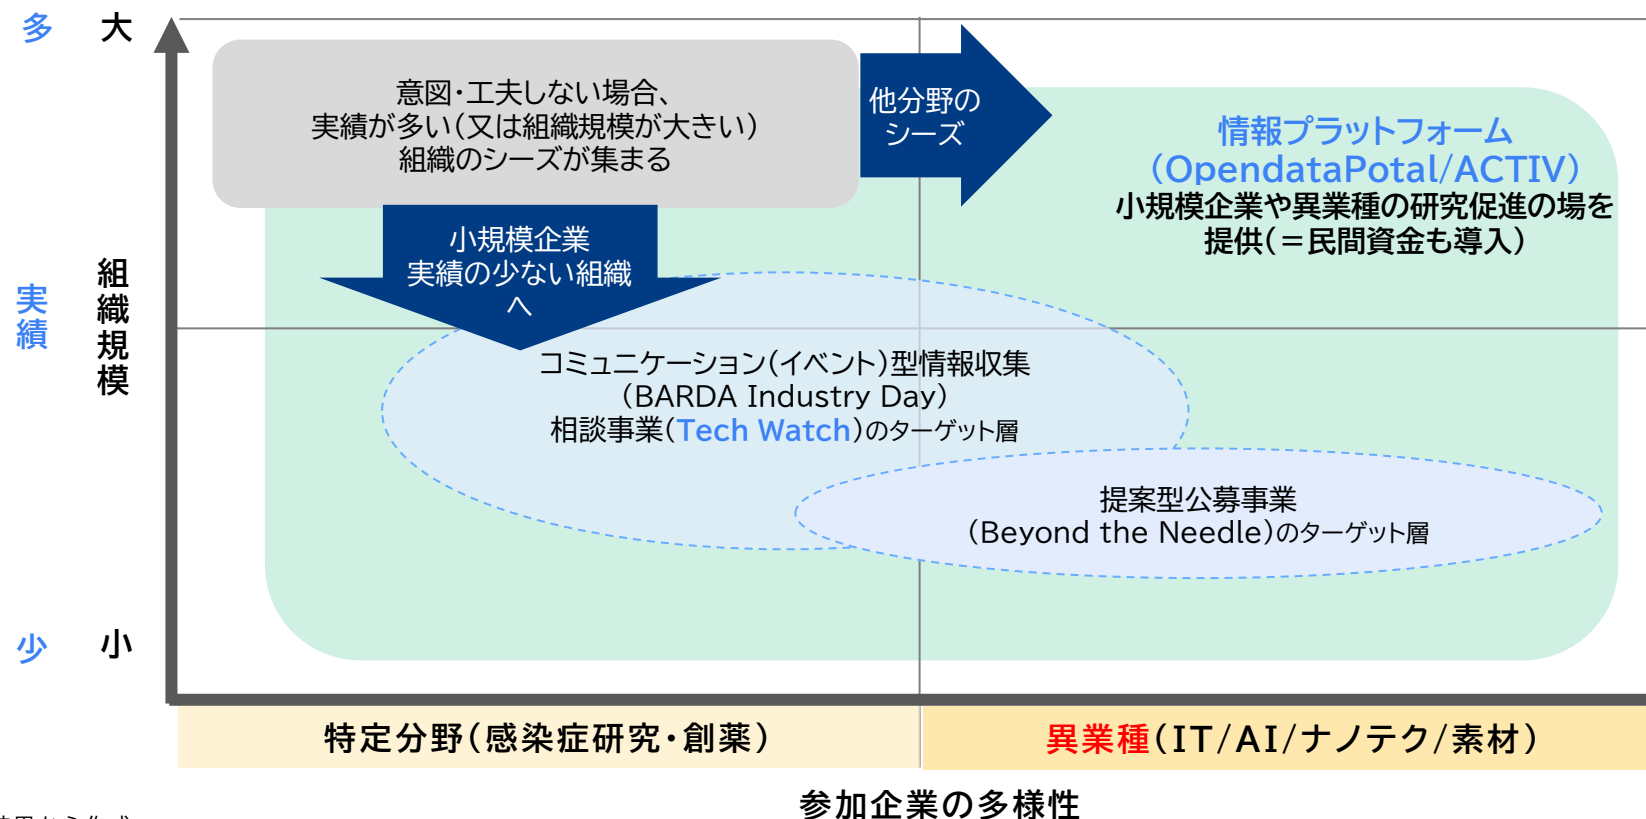 多 大
意図・工夫しない場合、
実績が多い(又は組織規模が大きい)
組織のシーズが集まる
他分野の
シーズ
情報プラットフォーム
(OpendataPotal/ACTIV)
小規模企業や異業種の研究促進の場を
提供(=民間資金も導入)
小規模企業
実績の少ない組織
へ
実績
組織規模
コミュニケーション(イベント)型情報収集
(BARDA Industry Day)
相談事業(Tech Watch)のターゲット層
提案型公募事業
(Beyond the Needle)のターゲット層
少 小
特定分野(感染症研究・創薬)
異業種(IT/AI/ナノテク/素材)
参加企業の多様性